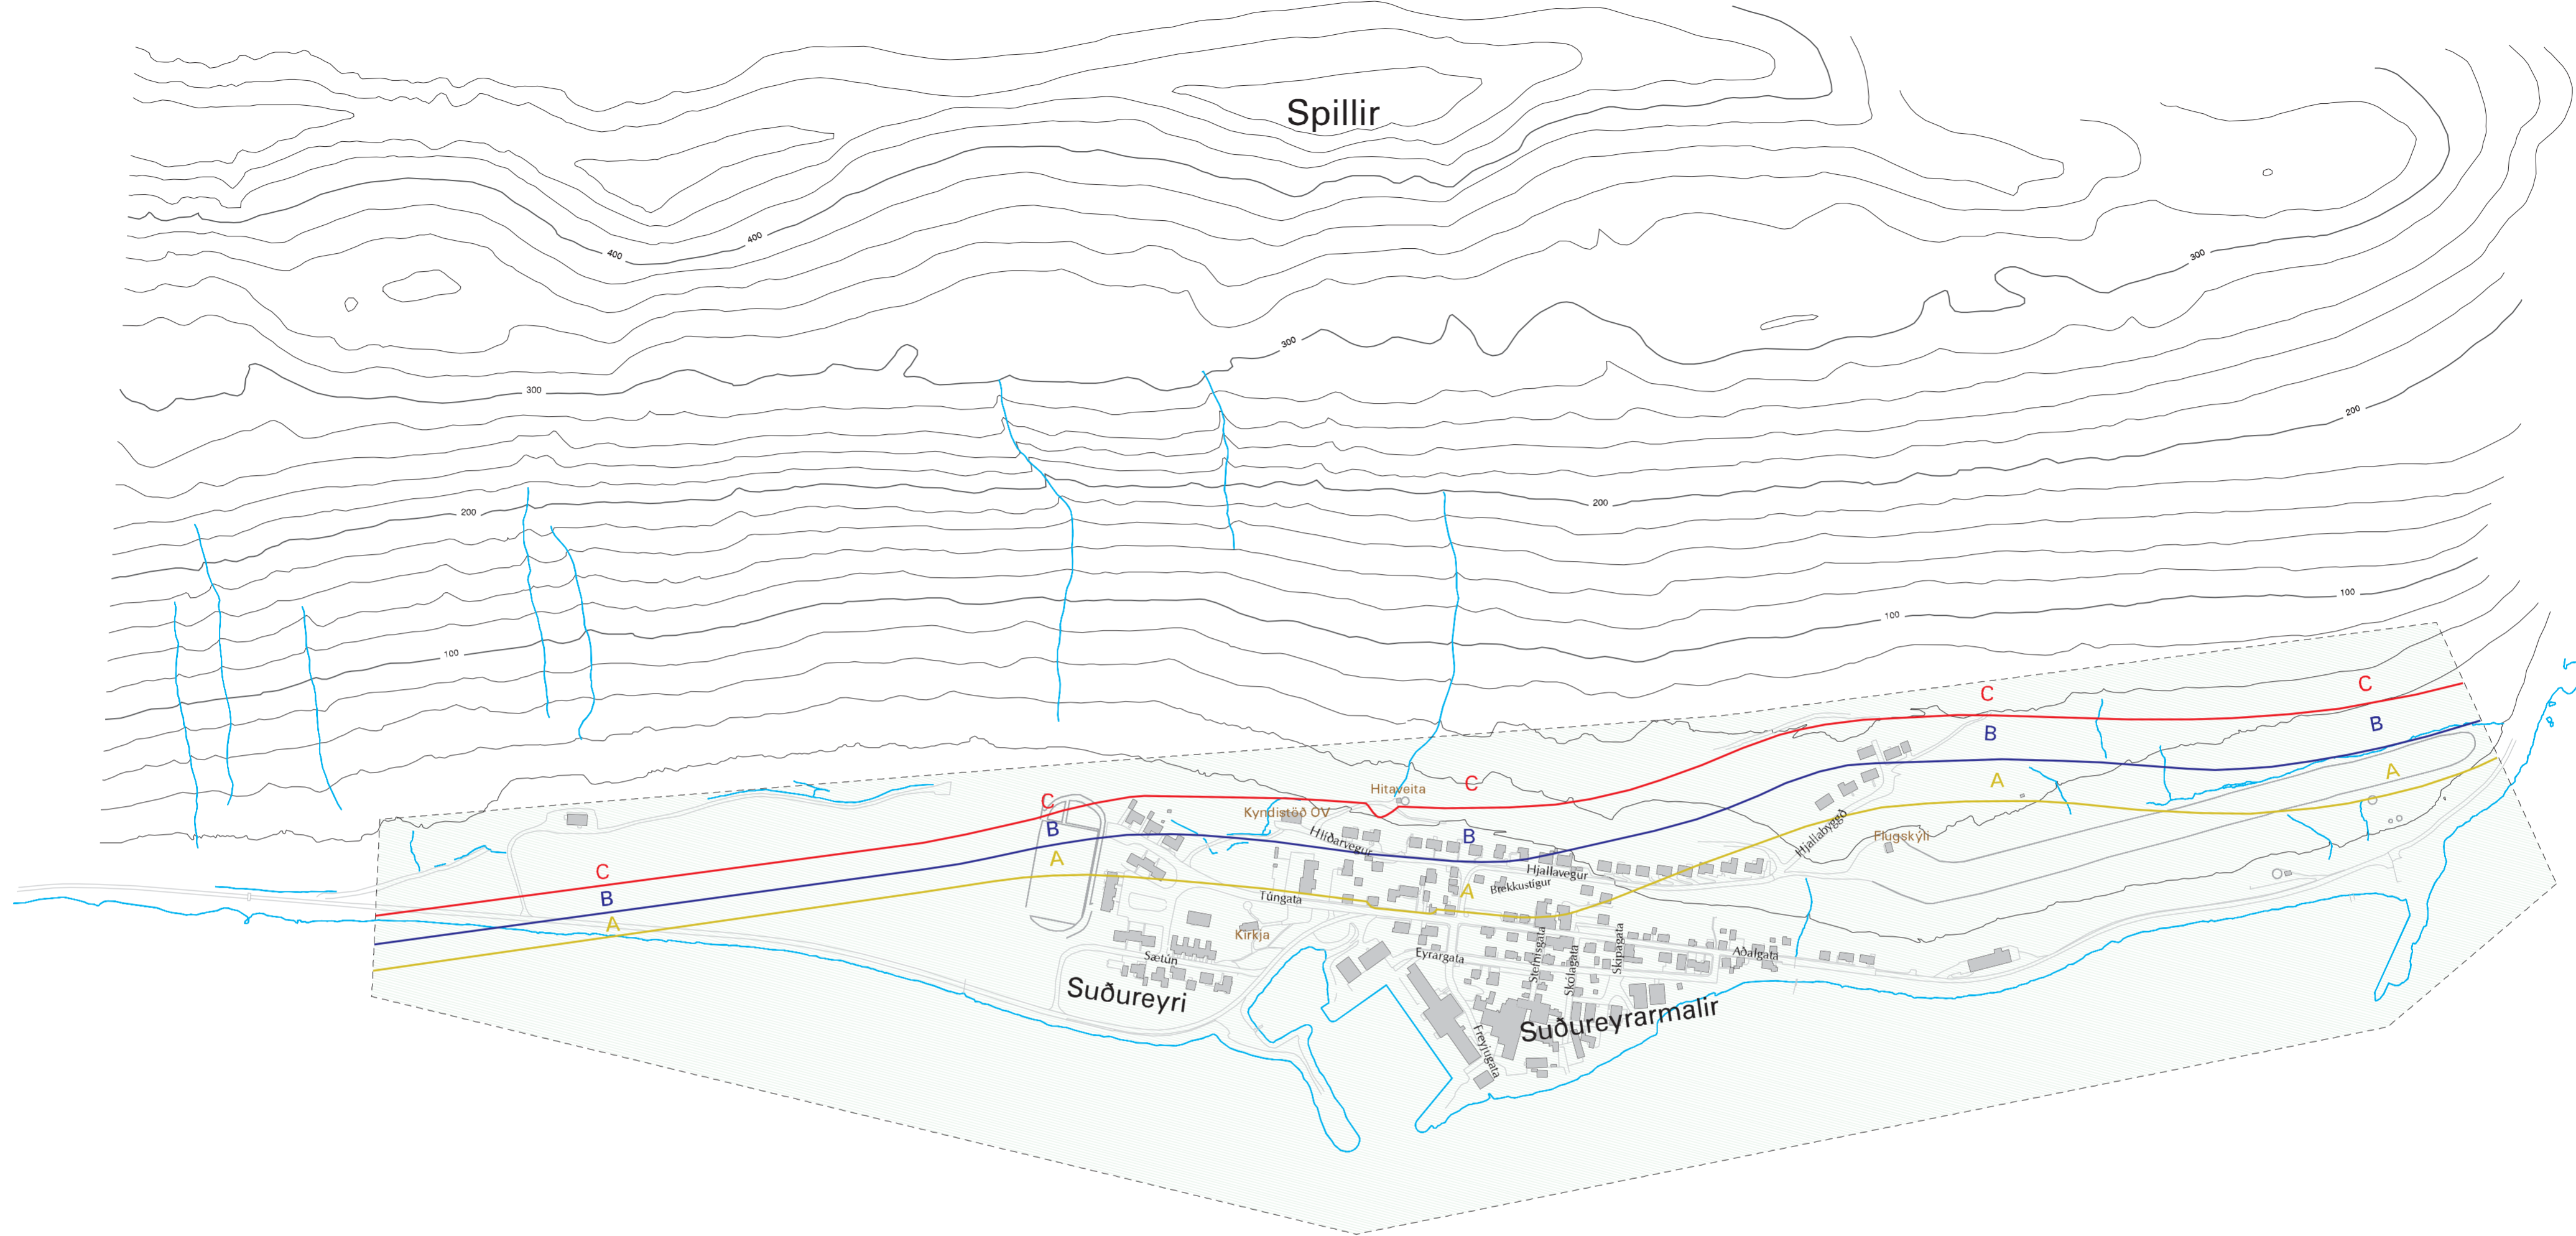 Spillir
400
400
300
300
300
200
200
200
100
100
100
C
C
B
B
C
A
A
Hitaveita
C
Kyndistöð OV
B
B
Hlíðarvegur
Hjallabyggð
Flugskýli
A
C
Hjallavegur
Brekkustígur
A
B
Túngata
A
Kirkja
Sætún
Eyrargata
Stefnisgata
Skólagata
Skipagata
Aðalgata
Suðureyri
Suðureyrarmalir
Freyjugata